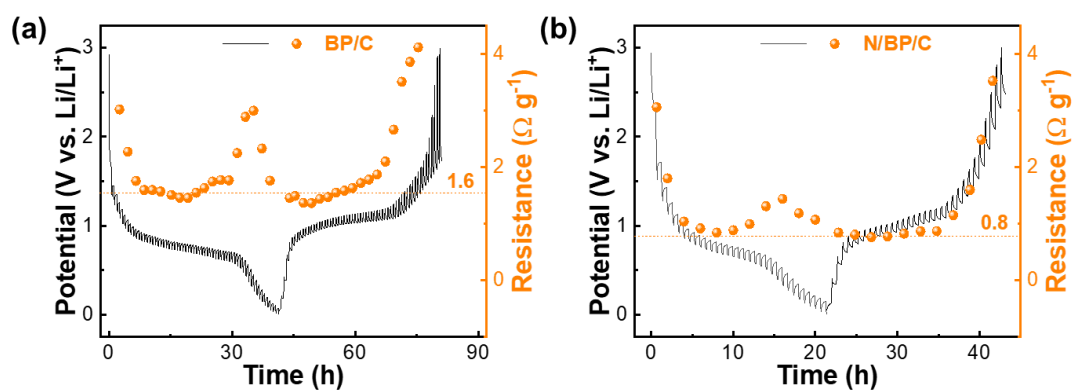 (a)
BP/C
3
2
1
0
Potential (V vs. Li/Li⁺)
4
2
0
Resistance (Ω g⁻¹)
1.6
0
30
60
90
Time (h)
(b)
N/BP/C
3
2
1
0
Potential (V vs. Li/Li⁺)
4
2
0
Resistance (Ω g⁻¹)
0.8
0
10
20
30
40
Time (h)